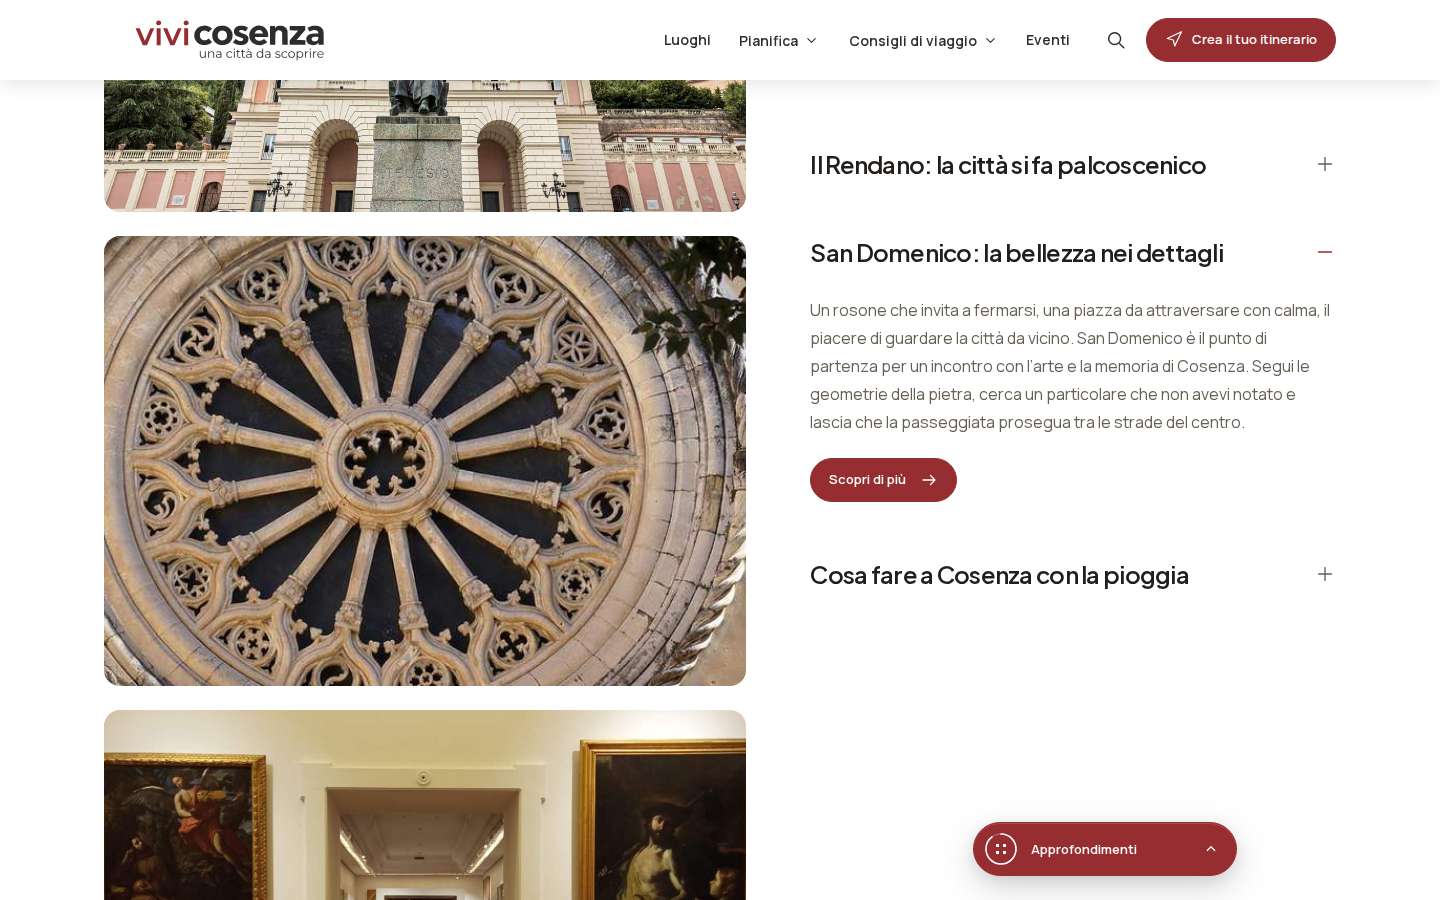 vivicosenza
una città da scoprire
Luoghi
Pianifica
Consigli di viaggio
Eventi
Crea il tuo itinerario
TELESIO
Il Rendano: la città si fa palcoscenico
San Domenico: la bellezza nei dettagli
Un rosone che invita a fermarsi, una piazza da attraversare con calma, il
piacere di guardare la città da vicino. San Domenico è il punto di
partenza per un incontro con l’arte e la memoria di Cosenza. Segui le
geometrie della pietra, cerca un particolare che non avevi notato e
lascia che la passeggiata prosegua tra le strade del centro.
Scopri di più
Cosa fare a Cosenza con la pioggia
Approfondimenti